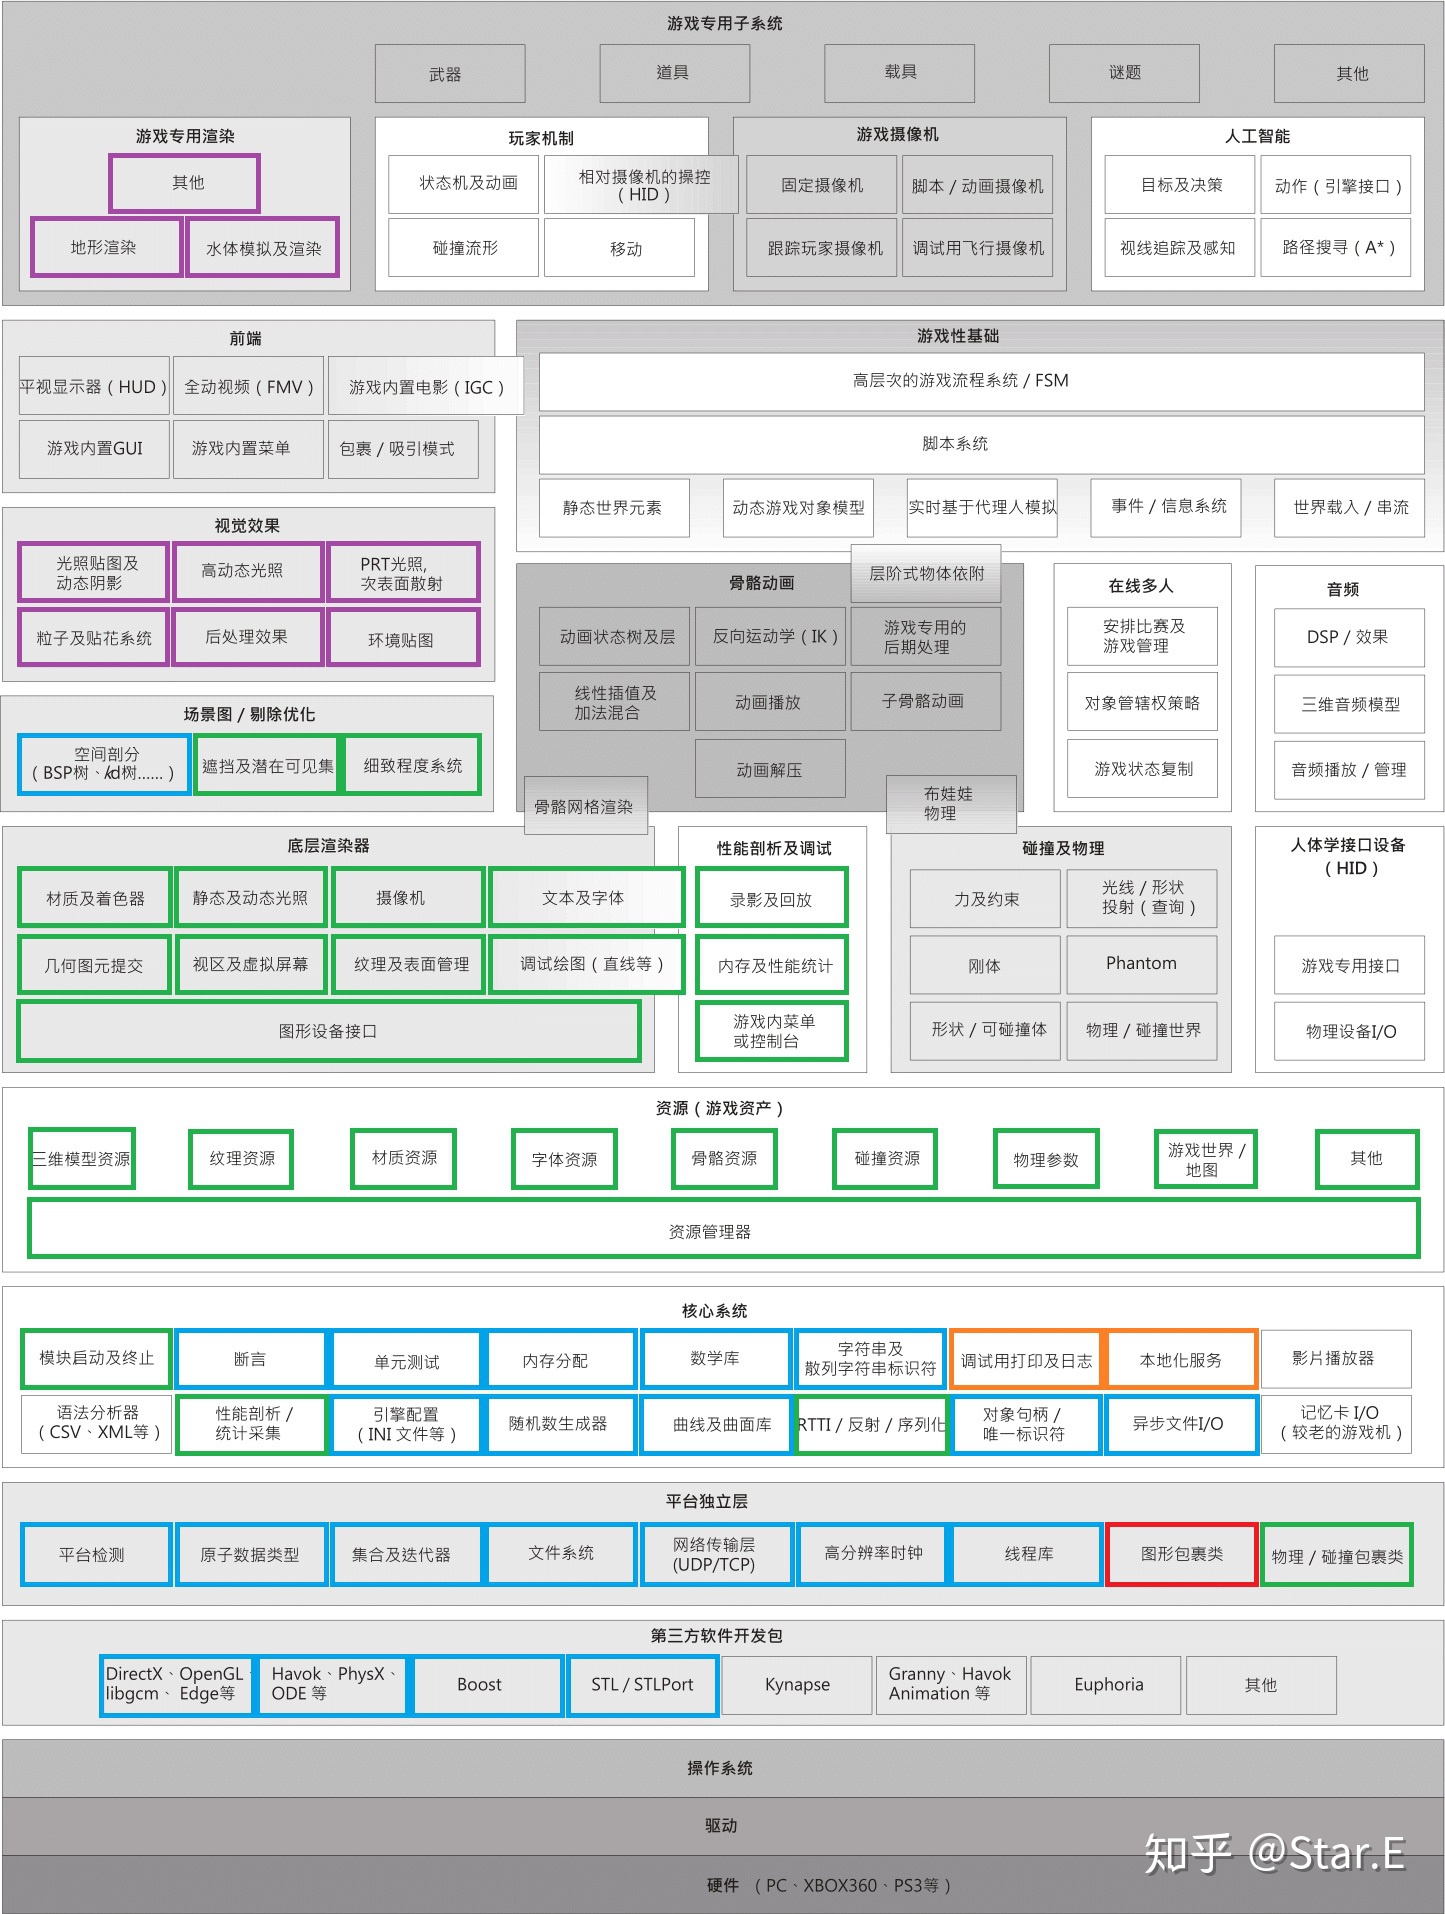 游戏专用子系统
武器
道具
载具
谜题
其他
游戏专用渲染
其他
地形渲染
水体模拟及渲染
玩家机制
状态机及动画
相对摄像机的操控
（HID）
碰撞流形
移动
游戏摄像机
固定摄像机
脚本 / 动画摄像机
跟踪玩家摄像机
调试用飞行摄像机
人工智能
目标及决策
动作（引擎接口）
视线追踪及感知
路径搜寻（A*）
前端
平视显示器（HUD）
全动视频（FMV）
游戏内置电影（IGC）
游戏内置GUI
游戏内置菜单
包裹 / 吸引模式
游戏性基础
高层次的游戏流程系统 / FSM
脚本系统
静态世界元素
动态游戏对象模型
实时基于代理人模拟
事件 / 信息系统
世界载入 / 串流
视觉效果
光照贴图及
动态阴影
高动态光照
PRT光照,
次表面散射
粒子及贴花系统
后处理效果
环境贴图
骨骼动画
层阶式物体依附
动画状态树及层
反向运动学（IK）
游戏专用的
后期处理
线性插值及
加法混合
动画播放
子骨骼动画
动画解压
骨骼网格渲染
布娃娃
物理
在线多人
安排比赛及
游戏管理
对象管辖权策略
游戏状态复制
音频
DSP / 效果
三维音频模型
音频播放 / 管理
场景图 / 剔除优化
空间剖分
（BSP树、kd树......）
遮挡及潜在可见集
细致程度系统
底层渲染器
材质及着色器
静态及动态光照
摄像机
文本及字体
几何图元提交
视区及虚拟屏幕
纹理及表面管理
调试绘图（直线等）
图形设备接口
性能剖析及调试
录影及回放
内存及性能统计
游戏内菜单
或控制台
碰撞及物理
力及约束
光线 / 形状
投射（查询）
刚体
Phantom
形状 / 可碰撞体
物理 / 碰撞世界
人体学接口设备
（HID）
游戏专用接口
物理设备I/O
资源（游戏资产）
三维模型资源
纹理资源
材质资源
字体资源
骨骼资源
碰撞资源
物理参数
游戏世界 /
地图
其他
资源管理器
核心系统
模块启动及终止
断言
单元测试
内存分配
数学库
字符串及
散列字符串标识符
调试用打印及日志
本地化服务
影片播放器
语法分析器
（CSV、XML等）
性能剖析 /
统计采集
引擎配置
（INI 文件等）
随机数生成器
曲线及曲面库
RTTI / 反射 / 序列化
对象句柄 /
唯一标识符
异步文件I/O
记忆卡 I/O
（较老的游戏机）
平台独立层
平台检测
原子数据类型
集合及迭代器
文件系统
网络传输层
(UDP/TCP)
高分辨率时钟
线程库
图形包裹类
物理 / 碰撞包裹类
第三方软件开发包
DirectX、OpenGL、
libgcm、 Edge等
Havok、PhysX、
ODE 等
Boost
STL / STLPort
Kynapse
Granny、Havok
Animation 等
Euphoria
其他
操作系统
驱动
硬件 （PC、XBOX360、PS3等）
知乎 @Star.E